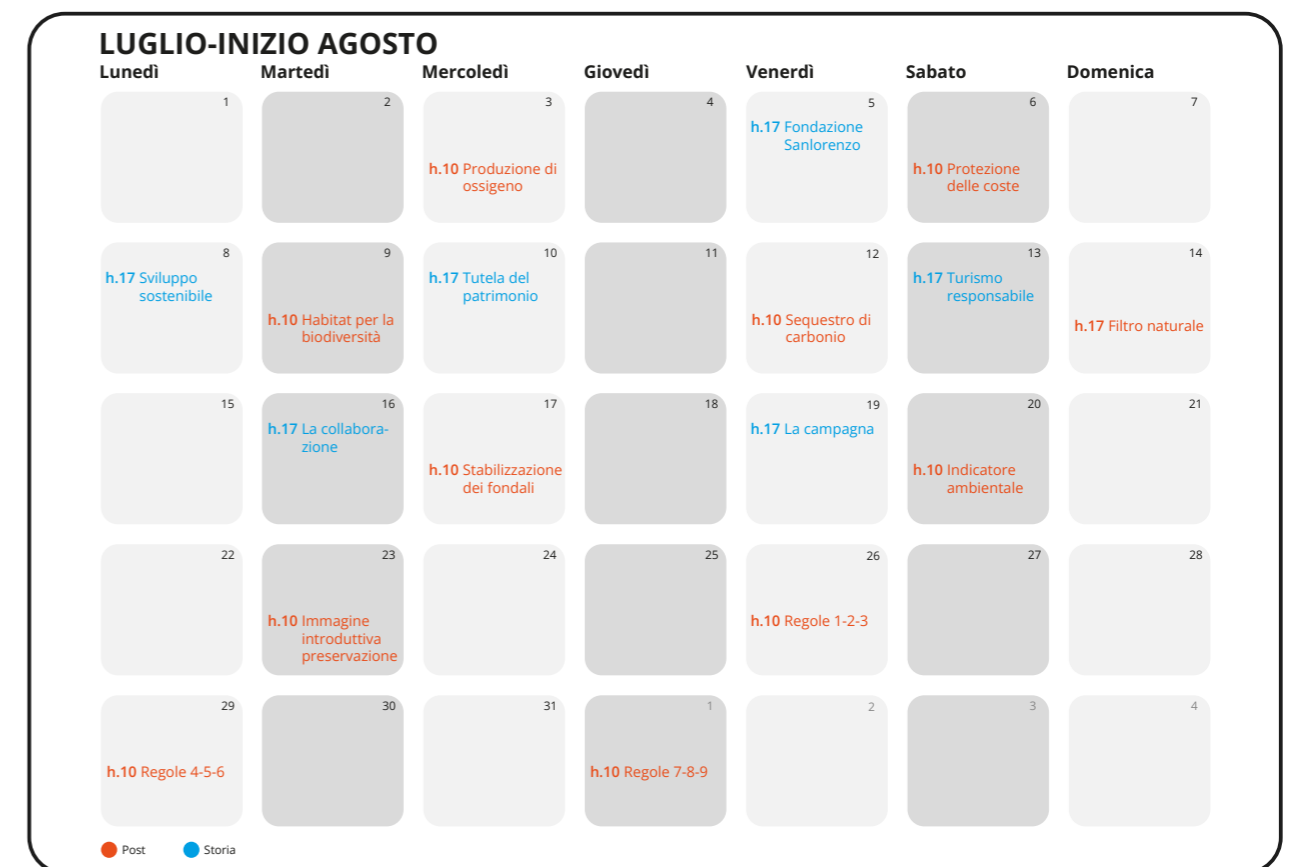 LUGLIO-INIZIO AGOSTO
Lunedì Martedì Mercoledì Giovedì Venerdì Sabato Domenica
1
2
3
h.10 Produzione di
ossigeno
4
5
h.17 Fondazione
Sanlorenzo
6
h.10 Protezione
delle coste
7
8
h.17 Sviluppo
sostenibile
9
h.10 Habitat per la
biodiversità
10
h.17 Tutela del
patrimonio
11
12
h.10 Sequestro di
carbonio
13
h.17 Turismo
responsabile
14
h.17 Filtro naturale
15
16
h.17 La collabora-
zione
17
h.10 Stabilizzazione
dei fondali
18
19
h.17 La campagna
20
h.10 Indicatore
ambientale
21
22
23
h.10 Immagine
introduttiva
preservazione
24
25
26
h.10 Regole 1-2-3
27
28
29
h.10 Regole 4-5-6
30
31
1
h.10 Regole 7-8-9
2
3
4
Post Storia